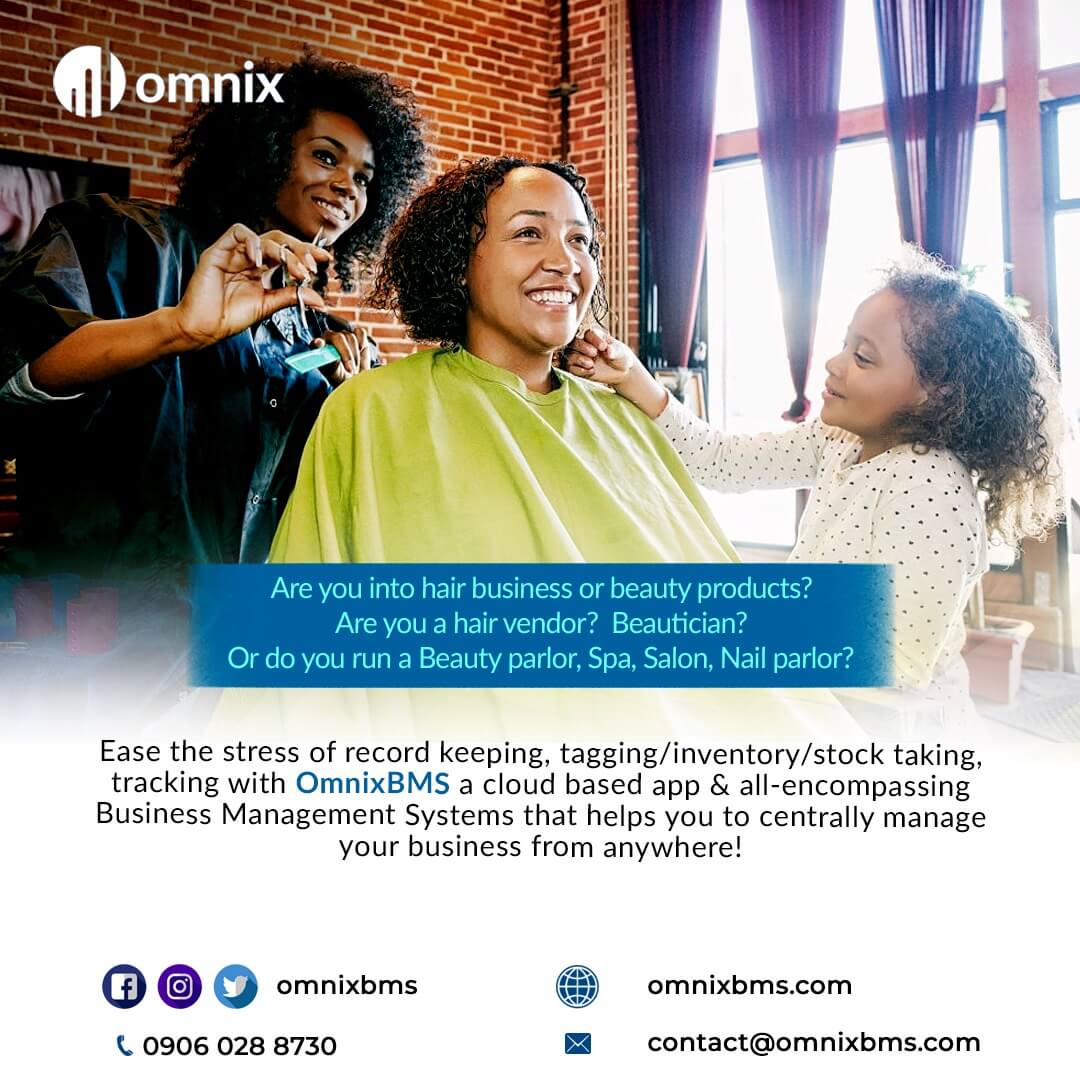 omnix
Are you into hair business or beauty products?
Are you a hair vendor?  Beautician?
Or do you run a Beauty parlor, Spa, Salon, Nail parlor?
Ease the stress of record keeping, tagging/inventory/stock taking,
tracking with OmnixBMS a cloud based app & all-encompassing
Business Management Systems that helps you to centrally manage
your business from anywhere!
omnixbms
omnixbms.com
0906 028 8730
contact@omnixbms.com